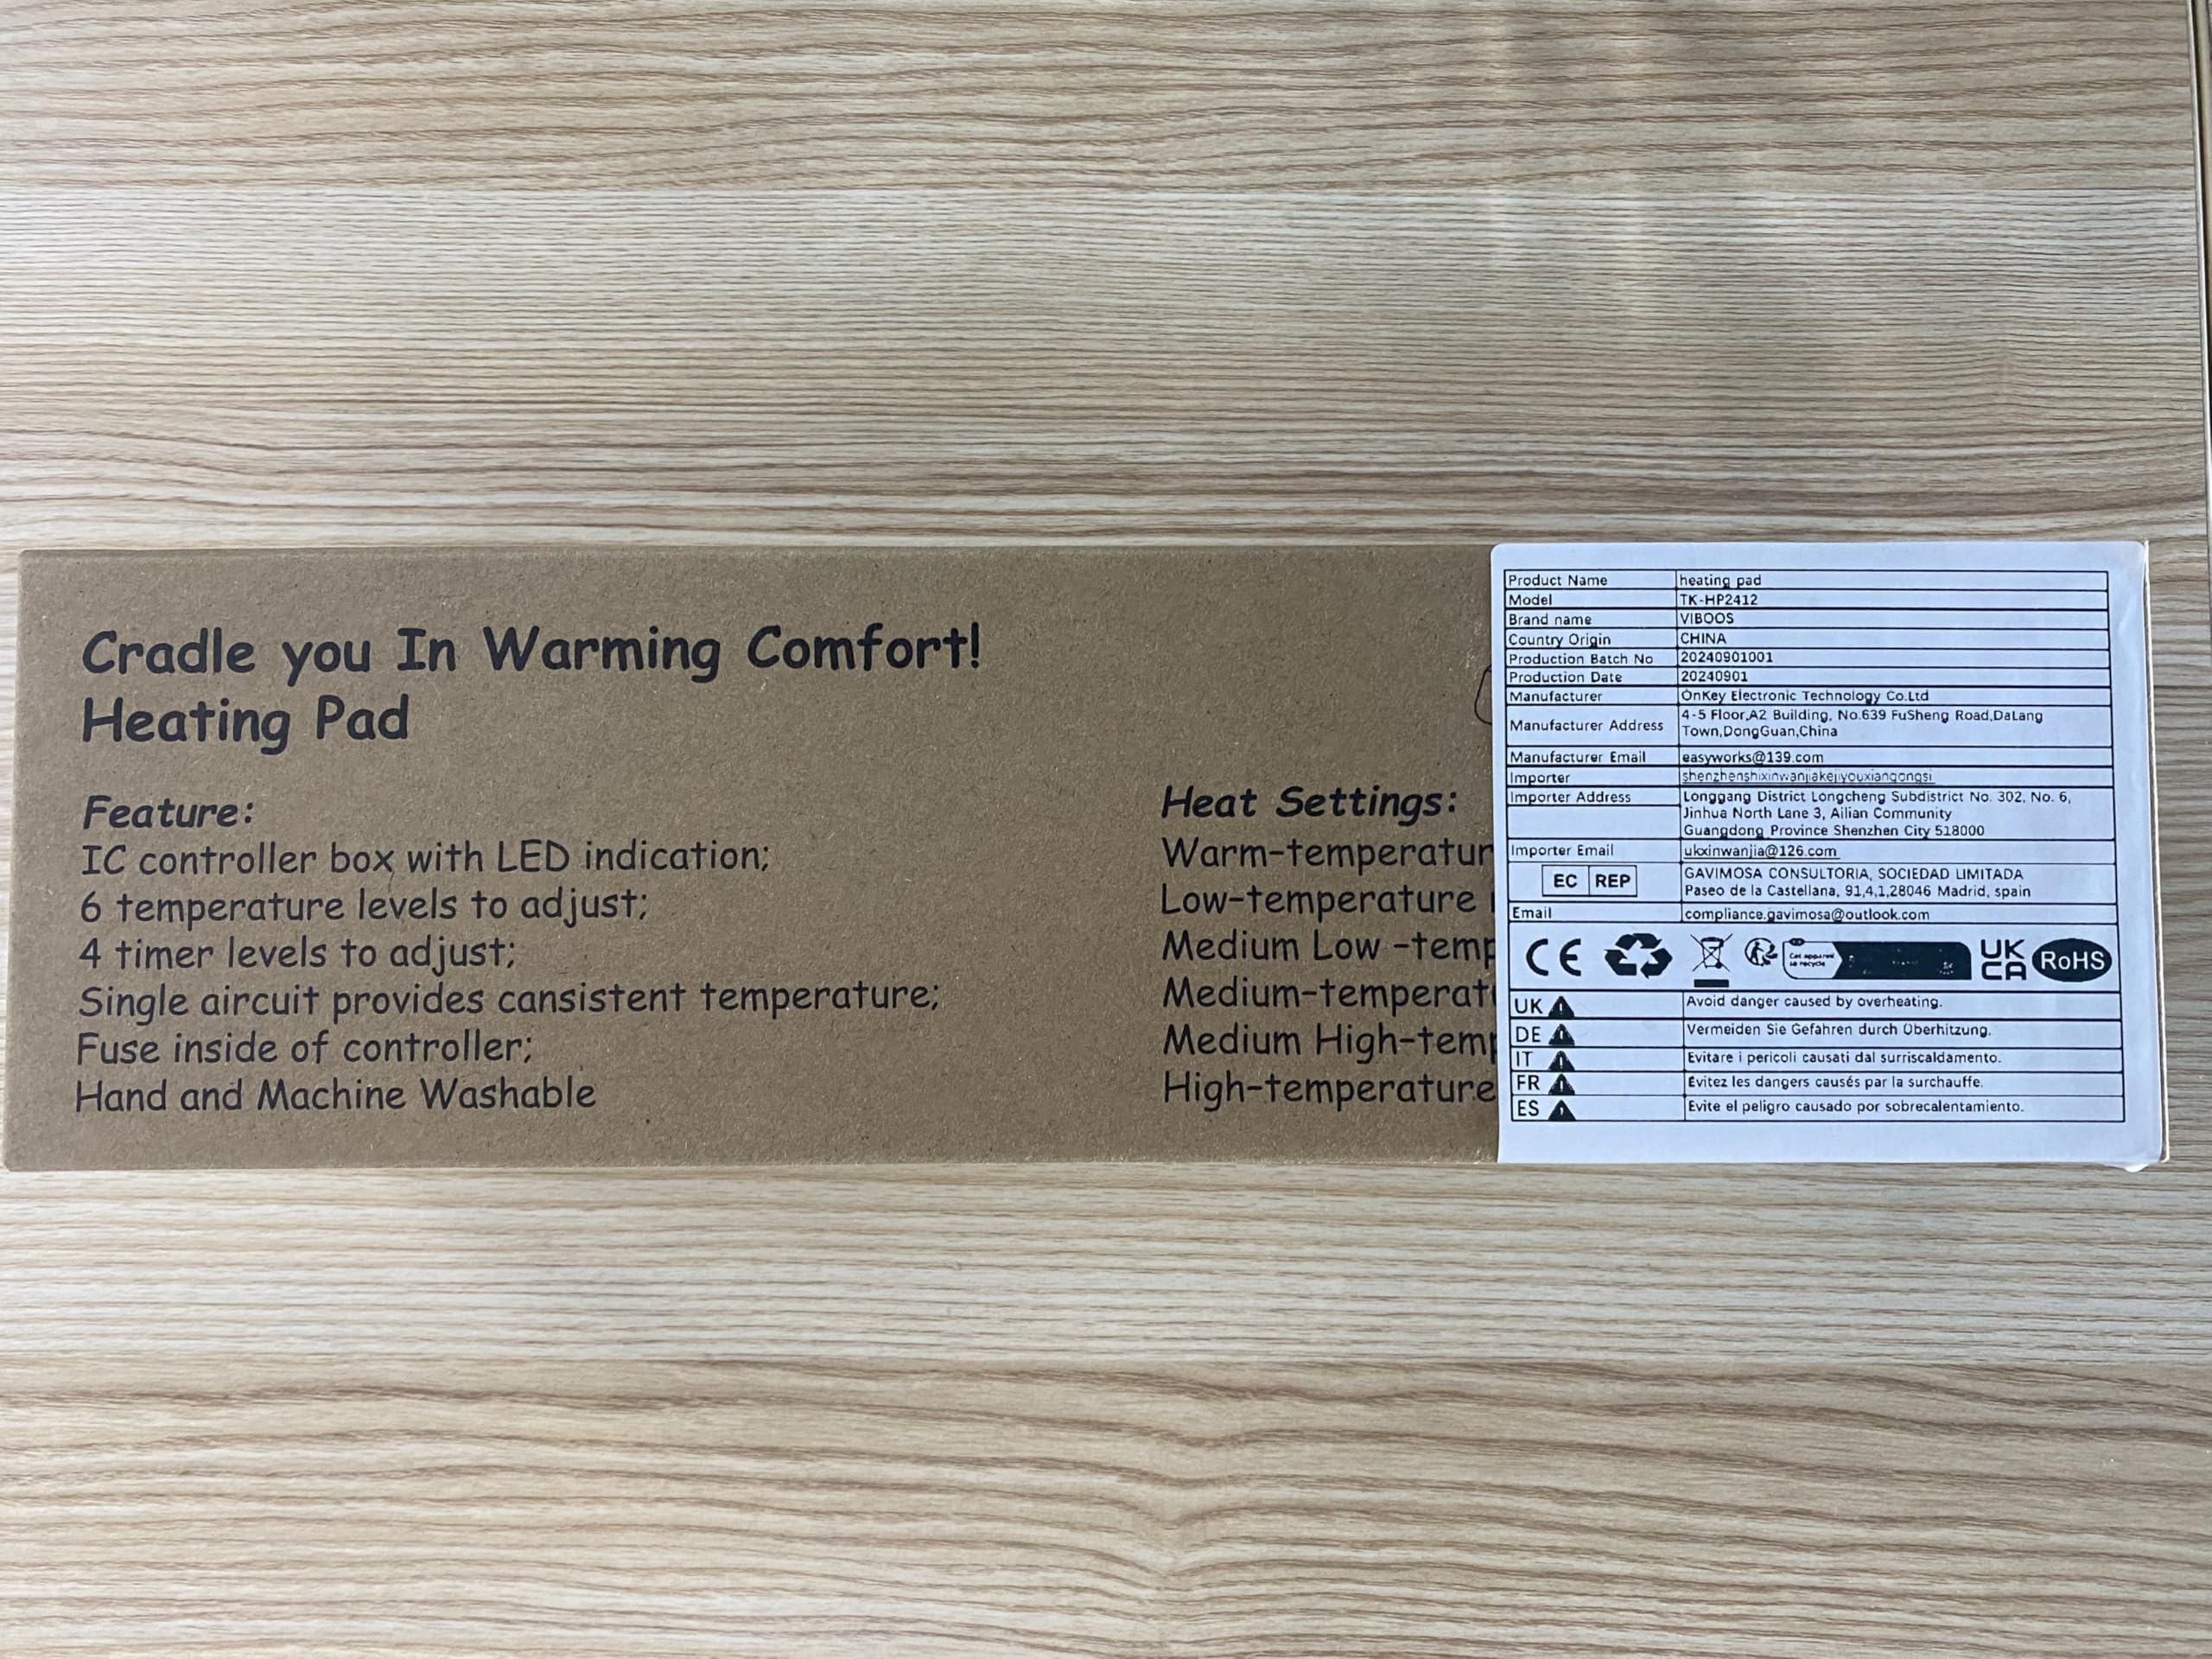 Cradle you In Warming Comfort!
Heating Pad
Feature:
IC controller box with LED indication;
6 temperature levels to adjust;
4 timer levels to adjust;
Single aircuit provides cansistent temperature;
Fuse inside of controller;
Hand and Machine Washable
Heat Settings:
Warm-temperatur
Low-temperature
Medium Low -temp
Medium-temperat
Medium High-temp
High-temperature
Product Name heating pad
Model TK-HP2412
Brand name VIBOOS
Country Origin CHINA
Production Batch No 20240901001
Production Date 20240901
Manufacturer OnKey Electronic Technology Co.Ltd
Manufacturer Address 4-5 Floor,A2 Building, No.639 FuSheng Road,DaLang
Town,DongGuan,China
Manufacturer Email easyworks@139.com
Importer shenzhenshixinwanjiakejiyouxiangongsi
Importer Address Longgang District Longcheng Subdistrict No. 302, No. 6,
Jinhua North Lane 3, Ailian Community
Guangdong Province Shenzhen City 518000
Importer Email ukxinwanjia@126.com
EC REP GAVIMOSA CONSULTORIA, SOCIEDAD LIMITADA
Paseo de la Castellana, 91,4,1,28046 Madrid, spain
Email compliance.gavimosa@outlook.com
CE Cet appareil se recycle UK CA RoHS
UK Avoid danger caused by overheating.
DE Vermeiden Sie Gefahren durch Überhitzung.
IT Evitare i pericoli causati dal surriscaldamento.
FR Évitez les dangers causés par la surchauffe.
ES Evite el peligro causado por sobrecalentamiento.